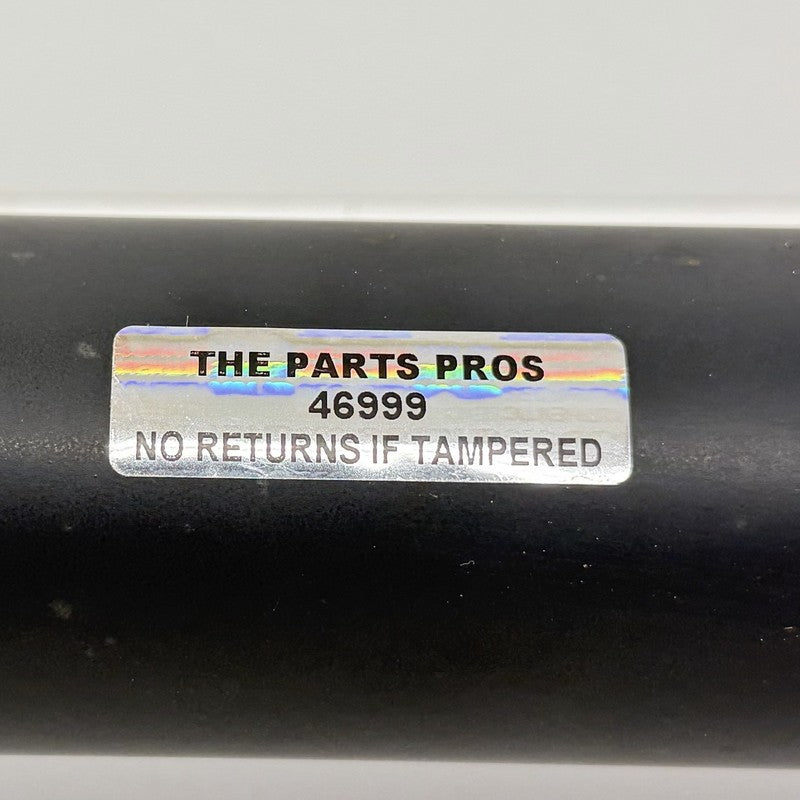 THE PARTS PROS
46999
NO RETURNS IF TAMPERED